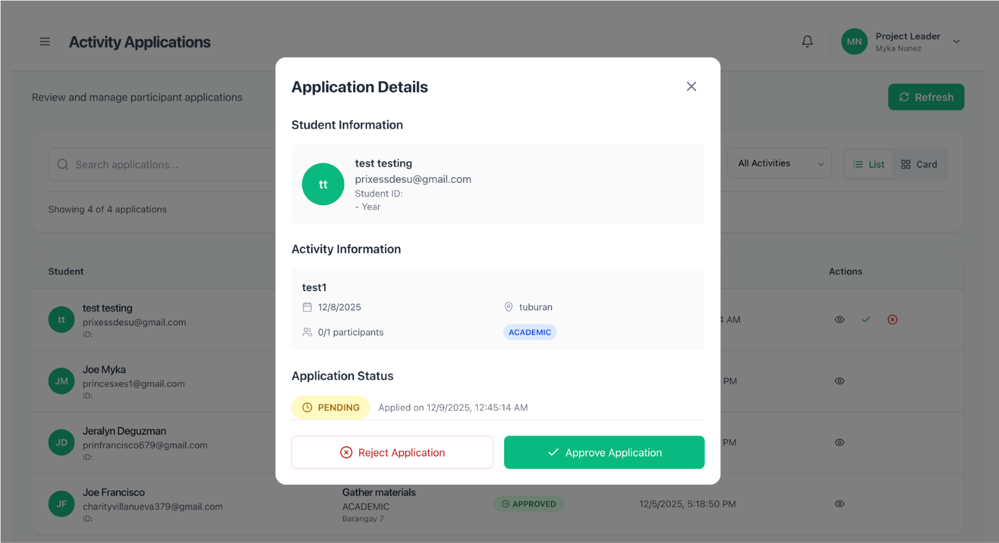 Activity Applications
MN
Project Leader
Myka Nunez
Review and manage participant applications
Refresh
Search applications...
All Activities
List
Card
Showing 4 of 4 applications
Student
Actions
tt
test testing
prixessdesu@gmail.com
ID:
AM
JM
Joe Myka
princesxes1@gmail.com
ID:
PM
JD
Jeralyn Deguzman
prinfrancisco679@gmail.com
ID:
PM
JF
Joe Francisco
charityvillanueva379@gmail.com
ID:
Gather materials
ACADEMIC
Barangay 7
APPROVED
12/5/2025, 5:18:50 PM
Application Details
Student Information
tt
test testing
prixessdesu@gmail.com
Student ID:
- Year
Activity Information
test1
12/8/2025
tuburan
0/1 participants
ACADEMIC
Application Status
PENDING
Applied on 12/9/2025, 12:45:14 AM
Reject Application
Approve Application